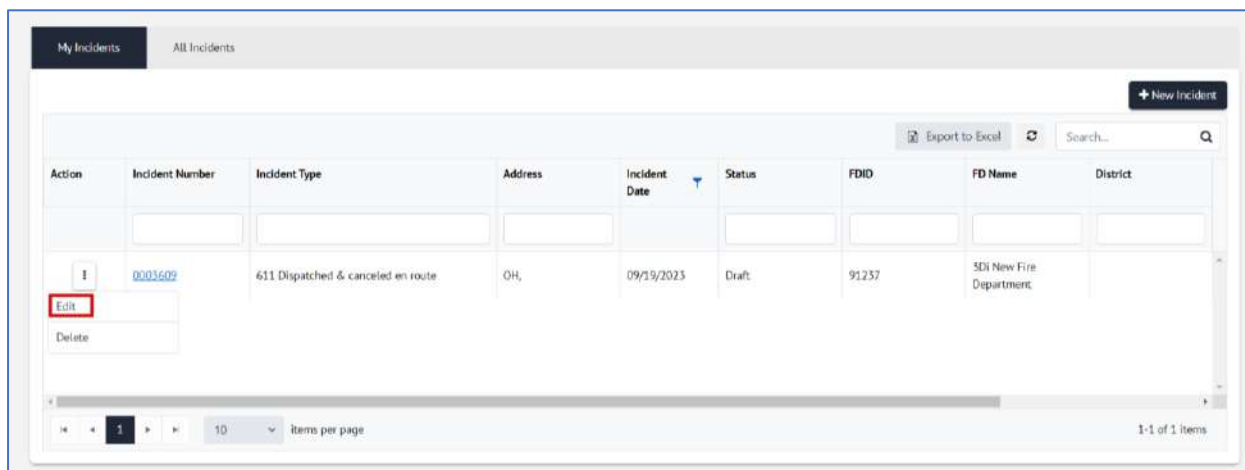 My Incidents All Incidents
+ New Incident
Export to Excel Search...
Action Incident Number Incident Type Address Incident Date Status FDID FD Name District
0003609 611 Dispatched & canceled en route OH, 09/19/2023 Draft 91237 3Di New Fire Department
Edit
Delete
1 10 items per page 1-1 of 1 items